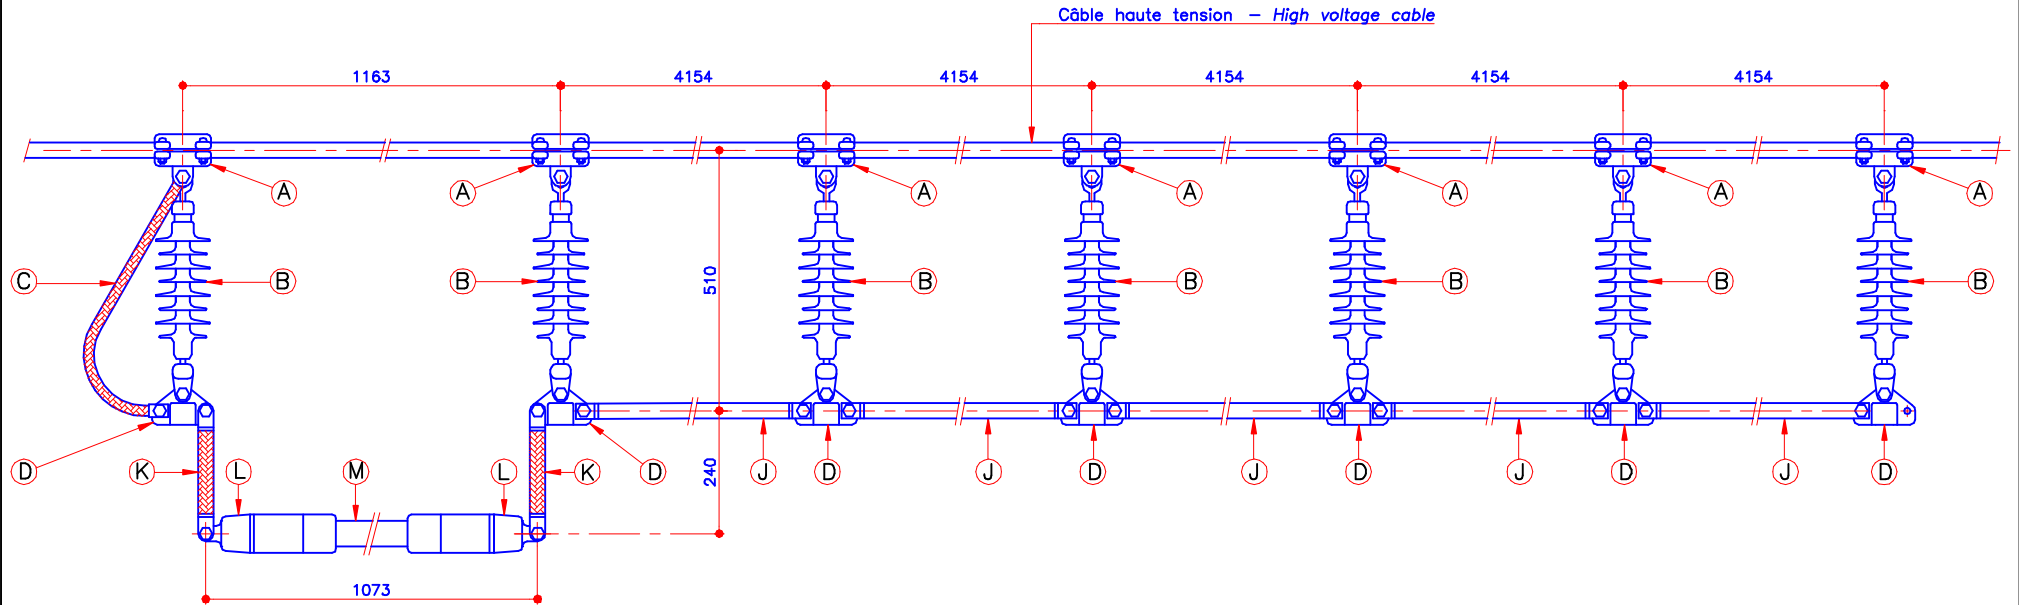 Câble haute tension – High voltage cable
1163 4154 4154 4154 4154 4154
A A A A A A A
C B B B B B B B
510
D K L M L K D J D J D J D J D J D
240
1073